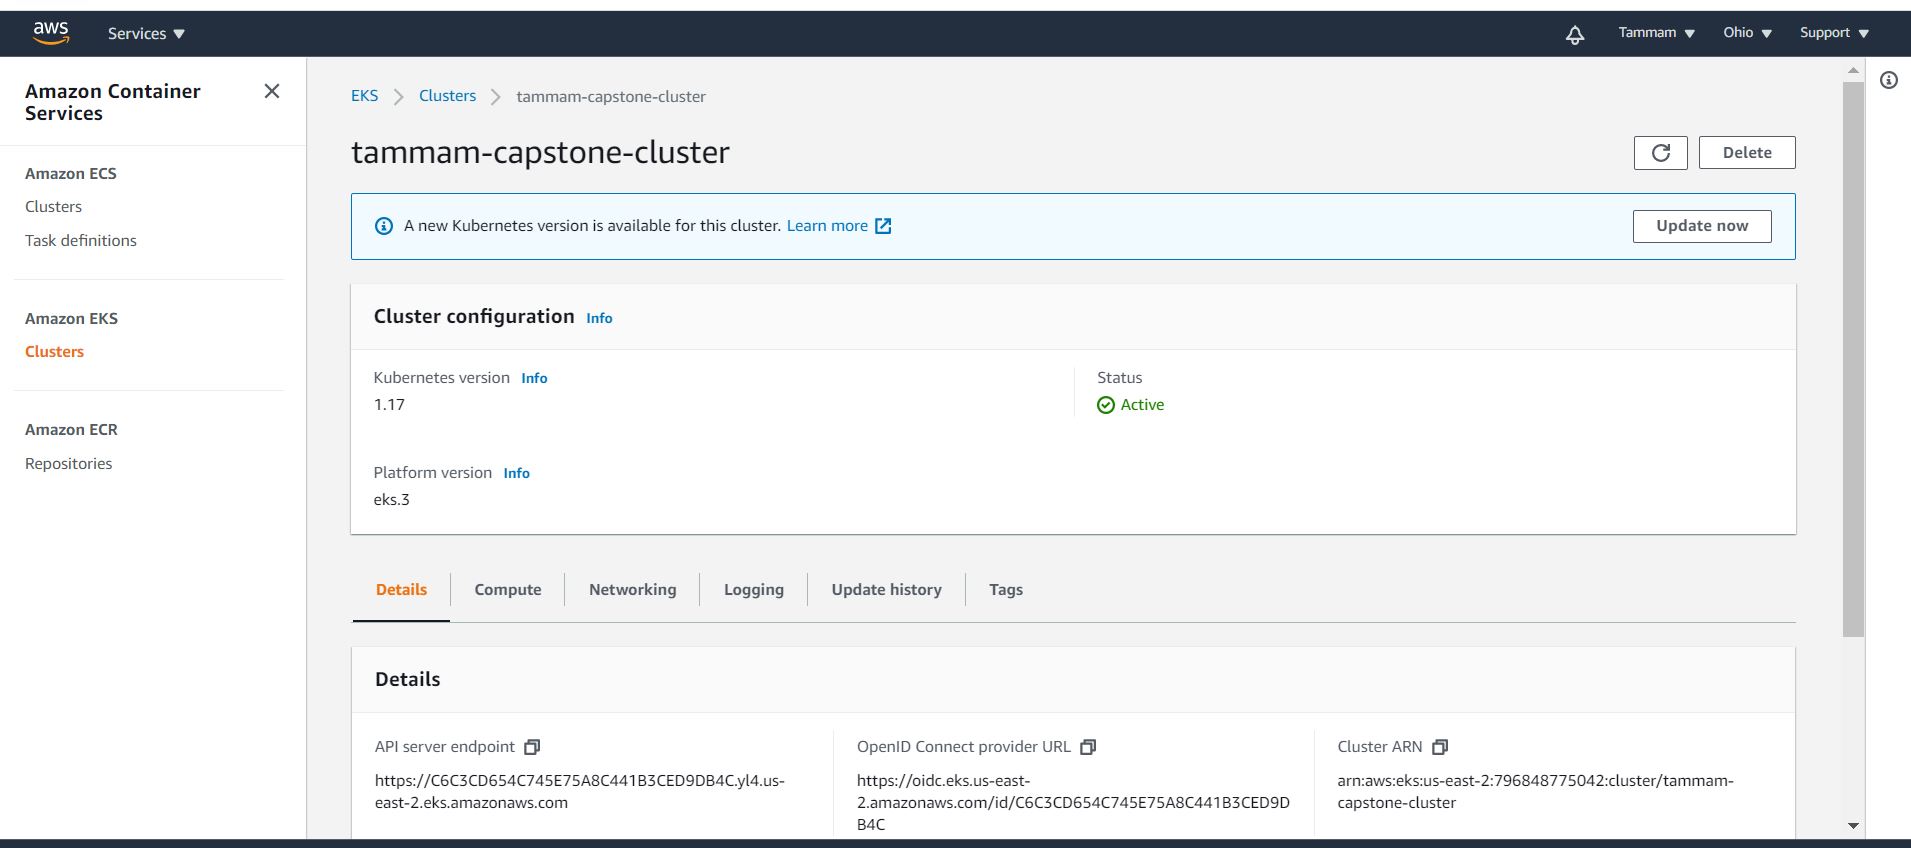 aws Services Tammam Ohio Support
Amazon Container
Services
Amazon ECS
Clusters
Task definitions
Amazon EKS
Clusters
Amazon ECR
Repositories
EKS Clusters tammam-capstone-cluster
tammam-capstone-cluster
Delete
A new Kubernetes version is available for this cluster. Learn more
Update now
Cluster configuration Info
Kubernetes version Info
1.17
Status
Active
Platform version Info
eks.3
Details Compute Networking Logging Update history Tags
Details
API server endpoint
https://C6C3CD654C745E75A8C441B3CED9DB4C.yl4.us-
east-2.eks.amazonaws.com
OpenID Connect provider URL
https://oidc.eks.us-east-
2.amazonaws.com/id/C6C3CD654C745E75A8C441B3CED9D
B4C
Cluster ARN
arn:aws:eks:us-east-2:796848775042:cluster/tammam-
capstone-cluster